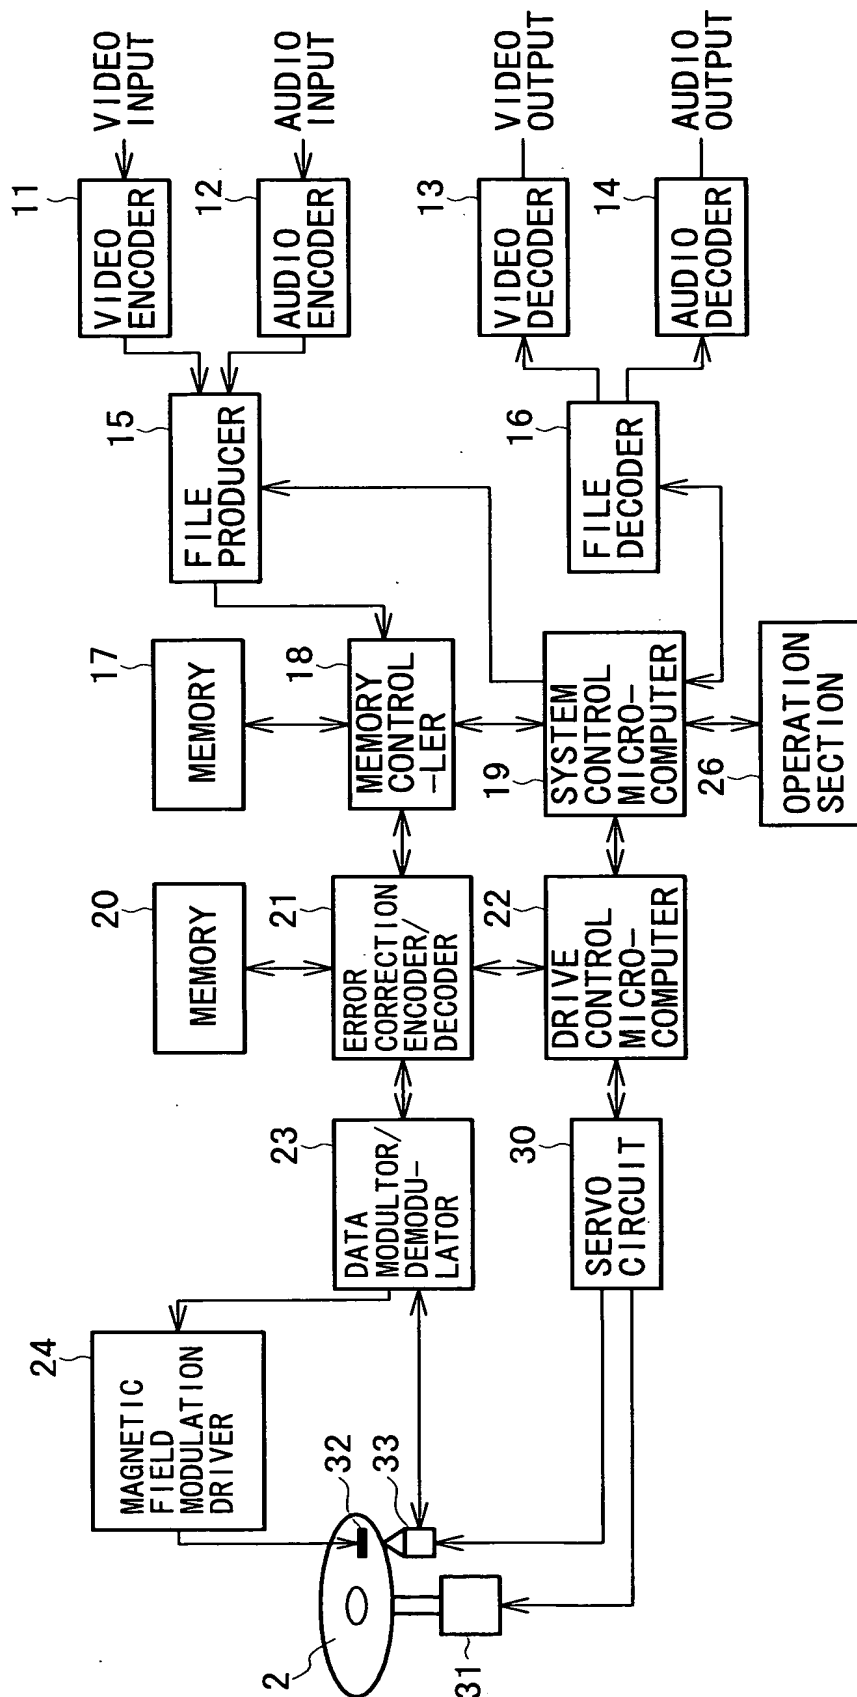 VIDEO
INPUT
AUDIO
INPUT
VIDEO
OUTPUT
AUDIO
OUTPUT
11
VIDEO
ENCODER
12
AUDIO
ENCODER
13
VIDEO
DECODER
14
AUDIO
DECODER
15
FILE
PRODUCER
16
FILE
DECODER
17
MEMORY
18
MEMORY
CONTROL
-LER
19
SYSTEM
CONTROL
MICRO-
COMPUTER
26
OPERATION
SECTION
20
MEMORY
21
ERROR
CORRECTION
ENCODER/
DECODER
22
DRIVE
CONTROL
MICRO-
COMPUTER
23
DATA
MODULTOR/
DEMODU-
LATOR
30
SERVO
CIRCUIT
24
MAGNETIC
FIELD
MODULATION
DRIVER
32
33
2
31